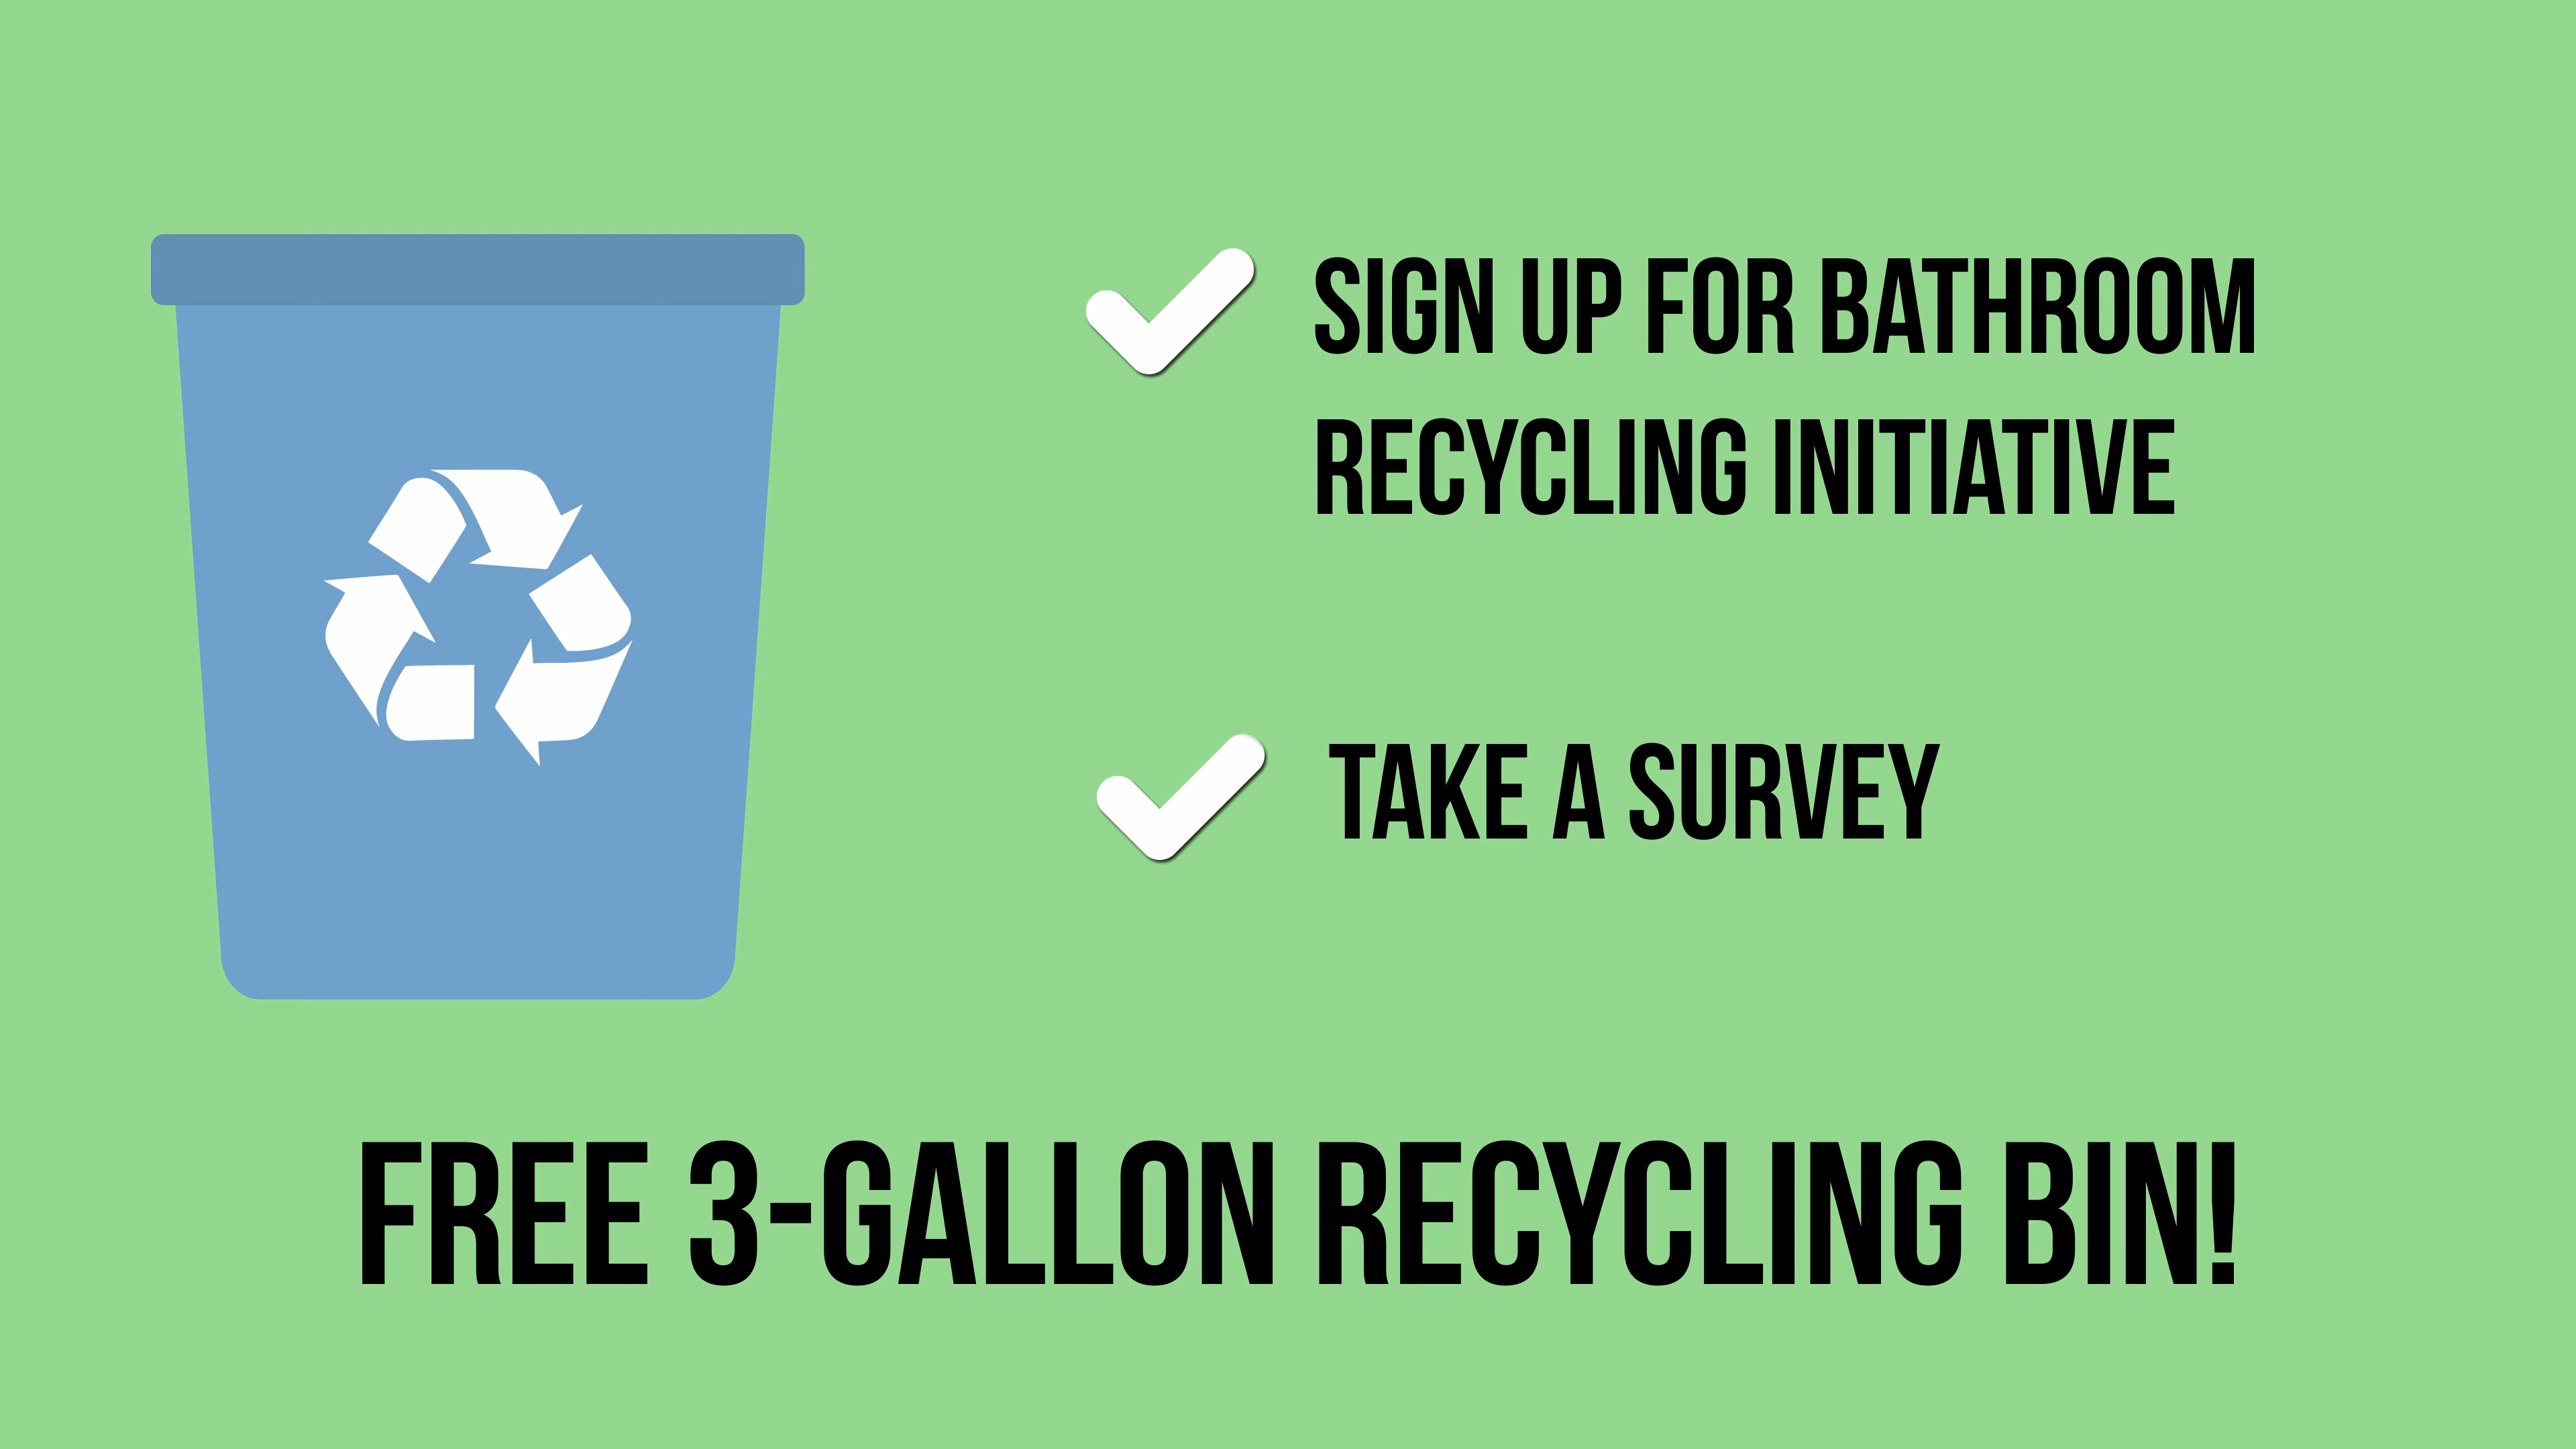 SIGN UP FOR BATHROOM
RECYCLING INITIATIVE
TAKE A SURVEY
FREE 3-GALLON RECYCLING BIN!